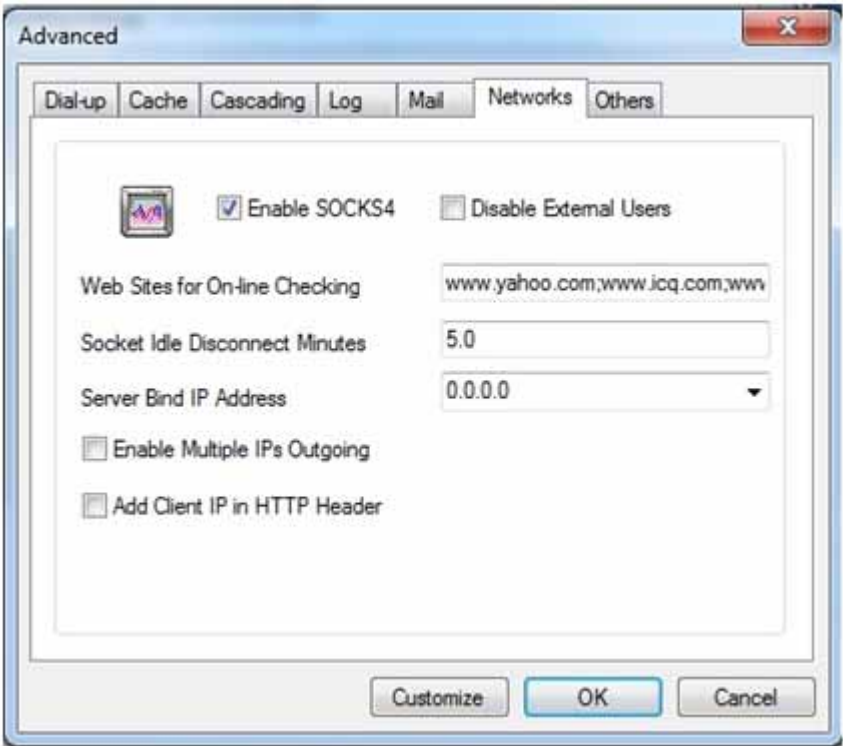 Advanced
Dial-up Cache Cascading Log Mail Networks Others
Enable SOCKS4 Disable External Users
Web Sites for On-line Checking www.yahoo.com;www.icq.com;www
Socket Idle Disconnect Minutes 5.0
Server Bind IP Address 0.0.0.0
Enable Multiple IPs Outgoing
Add Client IP in HTTP Header
Customize OK Cancel